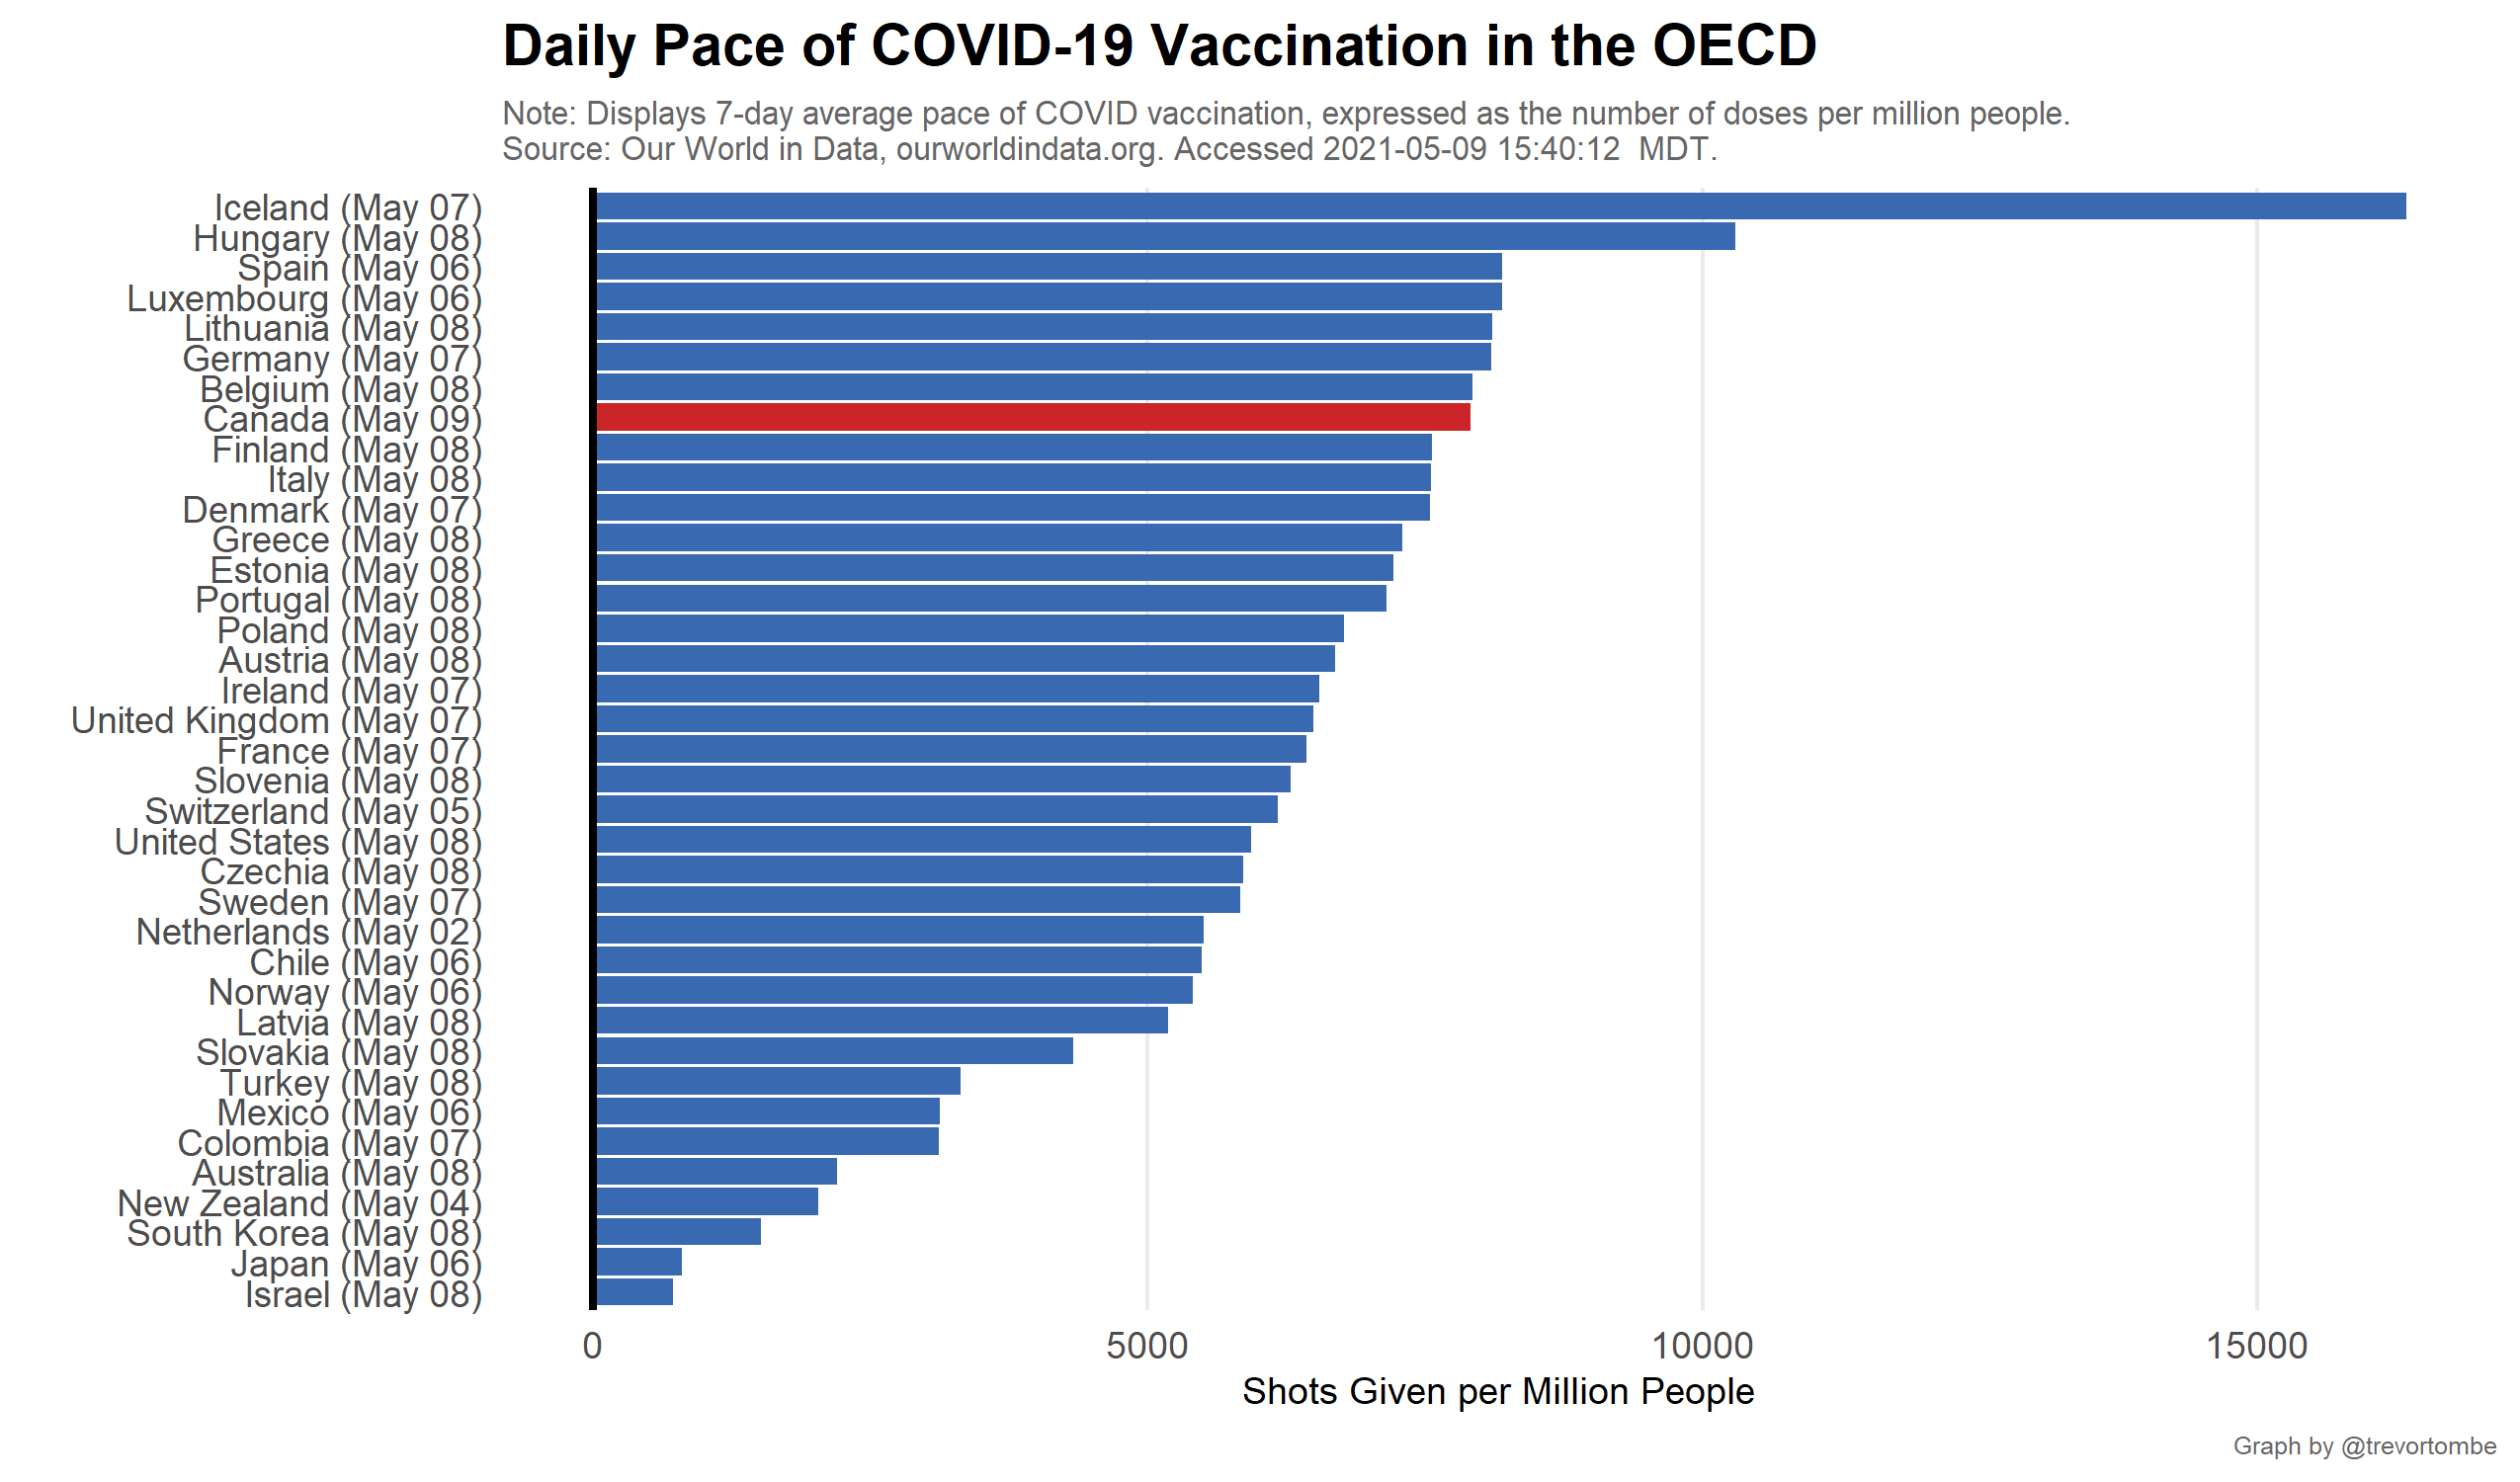 Daily Pace of COVID-19 Vaccination in the OECD
Note: Displays 7-day average pace of COVID vaccination, expressed as the number of doses per million people.
Source: Our World in Data, ourworldindata.org. Accessed 2021-05-09 15:40:12  MDT.
Iceland (May 07)
Hungary (May 08)
Spain (May 06)
Luxembourg (May 06)
Lithuania (May 08)
Germany (May 07)
Belgium (May 08)
Canada (May 09)
Finland (May 08)
Italy (May 08)
Denmark (May 07)
Greece (May 08)
Estonia (May 08)
Portugal (May 08)
Poland (May 08)
Austria (May 08)
Ireland (May 07)
United Kingdom (May 07)
France (May 07)
Slovenia (May 08)
Switzerland (May 05)
United States (May 08)
Czechia (May 08)
Sweden (May 07)
Netherlands (May 02)
Chile (May 06)
Norway (May 06)
Latvia (May 08)
Slovakia (May 08)
Turkey (May 08)
Mexico (May 06)
Colombia (May 07)
Australia (May 08)
New Zealand (May 04)
South Korea (May 08)
Japan (May 06)
Israel (May 08)
0 5000 10000 15000
Shots Given per Million People
Graph by @trevortombe